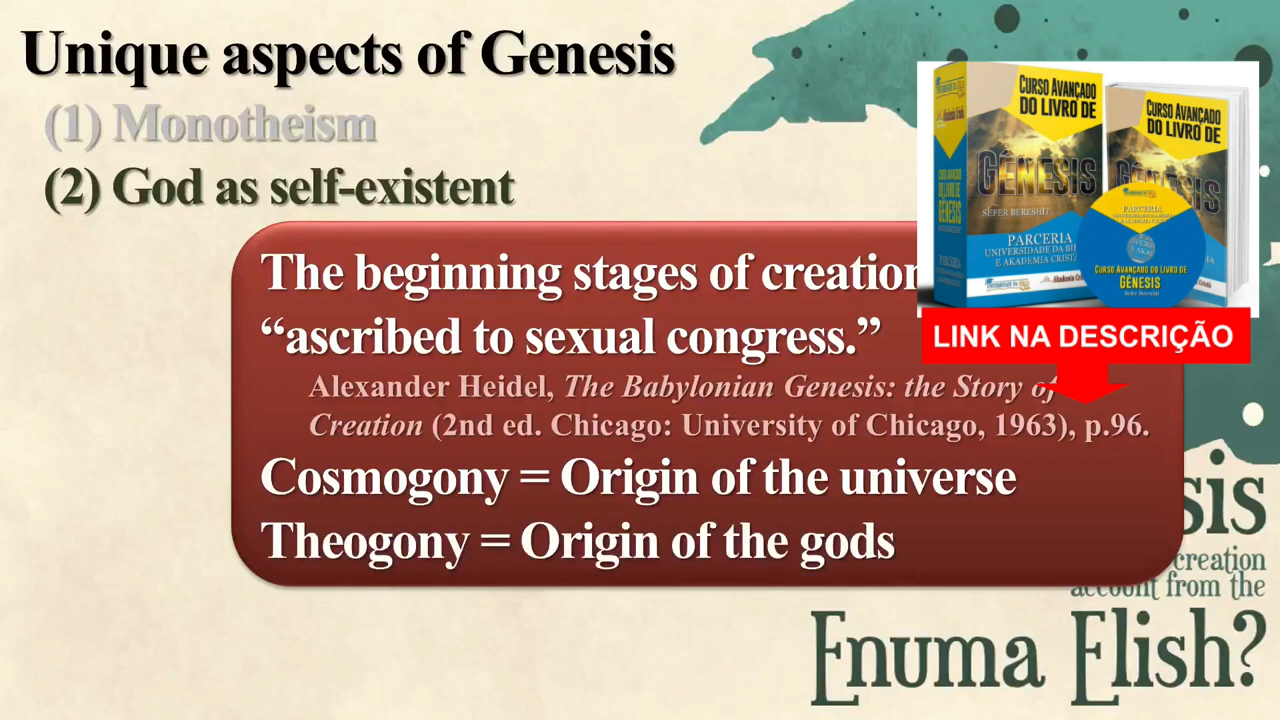 Unique aspects of Genesis
(1) Monotheism
(2) God as self-existent
The beginning stages of creation
“ascribed to sexual congress.”
Alexander Heidel, The Babylonian Genesis: the Story of
Creation (2nd ed. Chicago: University of Chicago, 1963), p.96.
Cosmogony = Origin of the universe
Theogony = Origin of the gods
CURSO AVANÇADO
DO LIVRO DE
GÊNESIS
SEFER BERESHIT
PARCERIA
UNIVERSIDADE DA
E AKADEMIA
CURSO AVANÇADO
DO LIVRO DE
PARCERIA
CURSO AVANÇADO DO LIVRO DE
GÊNESIS
Sefer Bereshit
LINK NA DESCRIÇÃO
sis
creation
account from the
Enuma Elish?